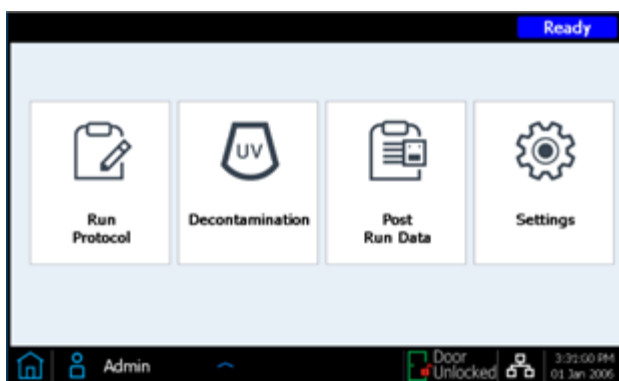 Ready
UV
Run
Protocol
Decontamination
Post
Run Data
Settings
Admin
Door
Unlocked
3:31:00 PM
01 Jan 2006